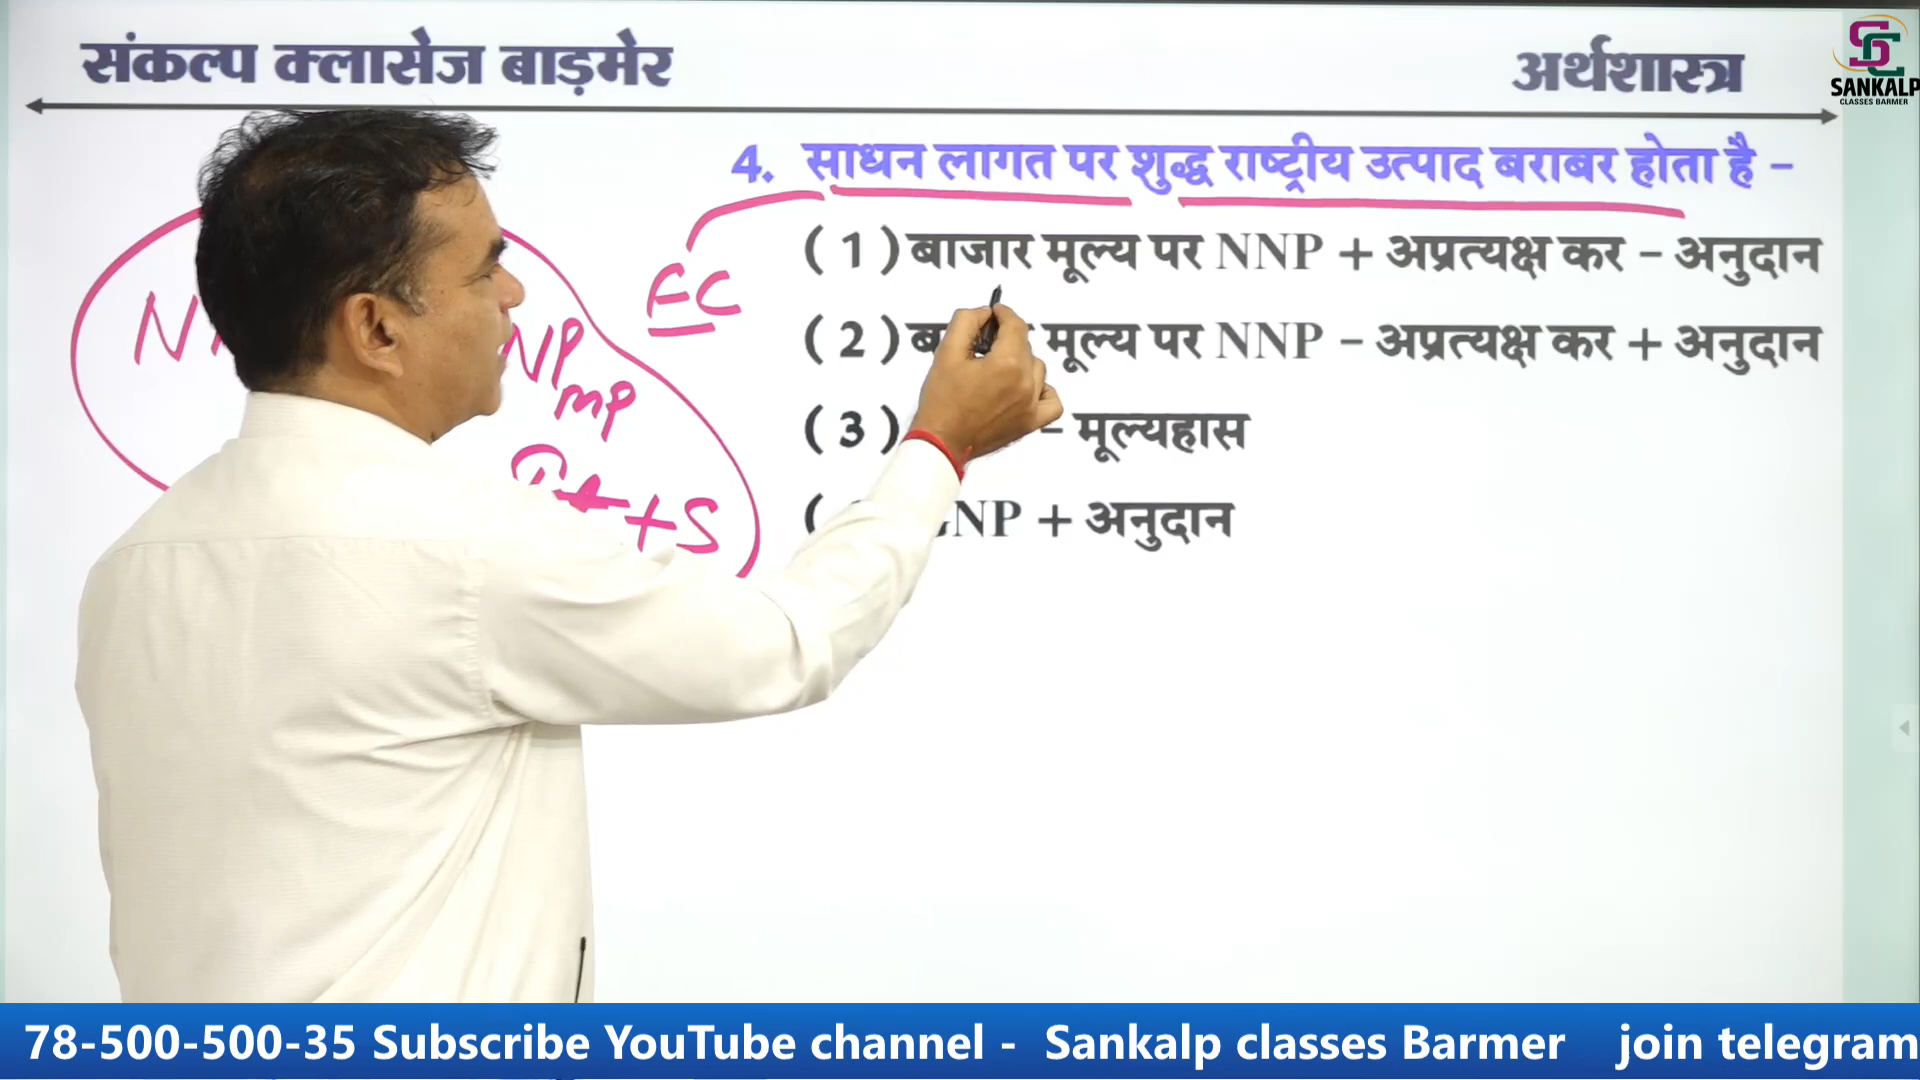 संकल्प क्लासेज बाड़मेर
अर्थशास्त्र
SANKALP
CLASSES BARMER
4. साधन लागत पर शुद्ध राष्ट्रीय उत्पाद बराबर होता है -
FC
( 1 ) बाजार मूल्य पर NNP + अप्रत्यक्ष कर - अनुदान
( 2 ) मूल्य पर NNP - अप्रत्यक्ष कर + अनुदान
( 3 ) - मूल्यहास
NP + अनुदान
N
NP
mp
+ S
78-500-500-35 Subscribe YouTube channel - Sankalp classes Barmer join telegram